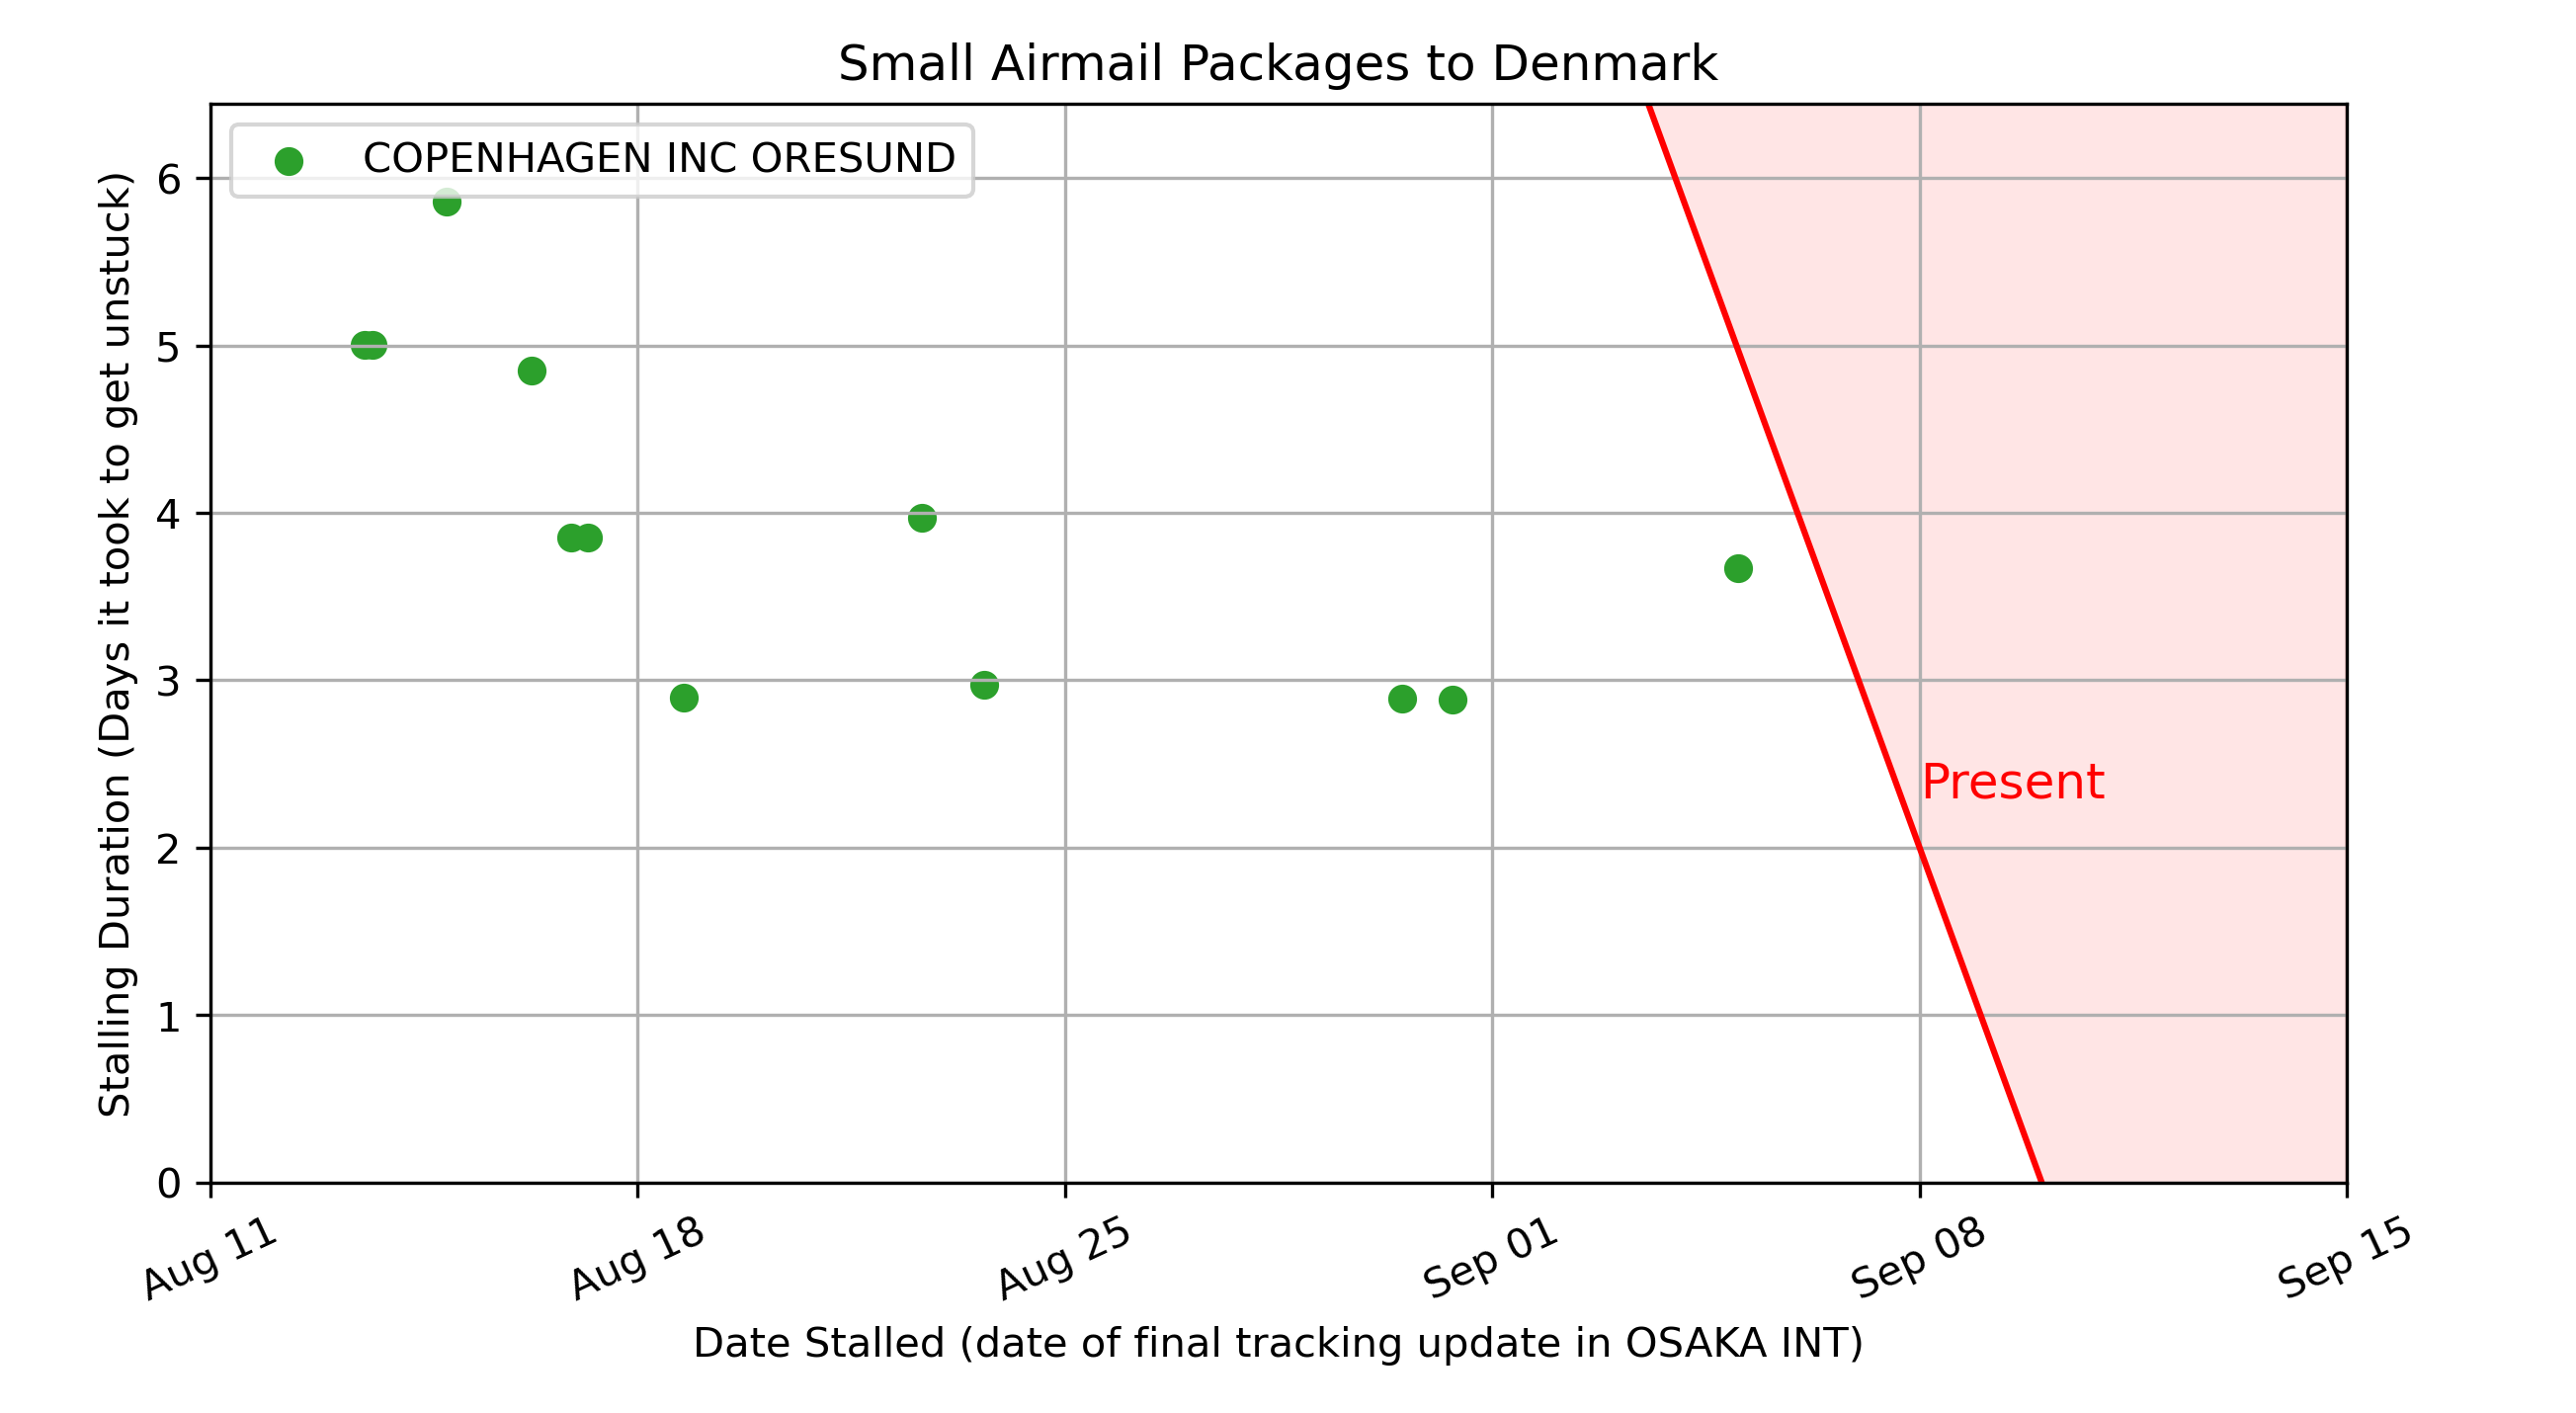 Small Airmail Packages to Denmark
COPENHAGEN INC ORESUND
Stalling Duration (Days it took to get unstuck)
6
5
4
3
2
1
0
Present
Aug 11
Aug 18
Aug 25
Sep 01
Sep 08
Sep 15
Date Stalled (date of final tracking update in OSAKA INT)